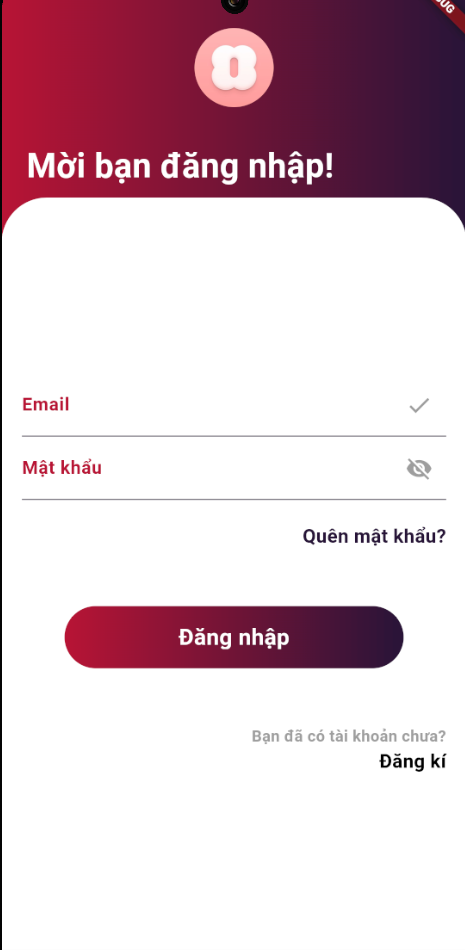 Mời bạn đăng nhập!
Email
Mật khẩu
Quên mật khẩu?
Đăng nhập
Bạn đã có tài khoản chưa?
Đăng kí